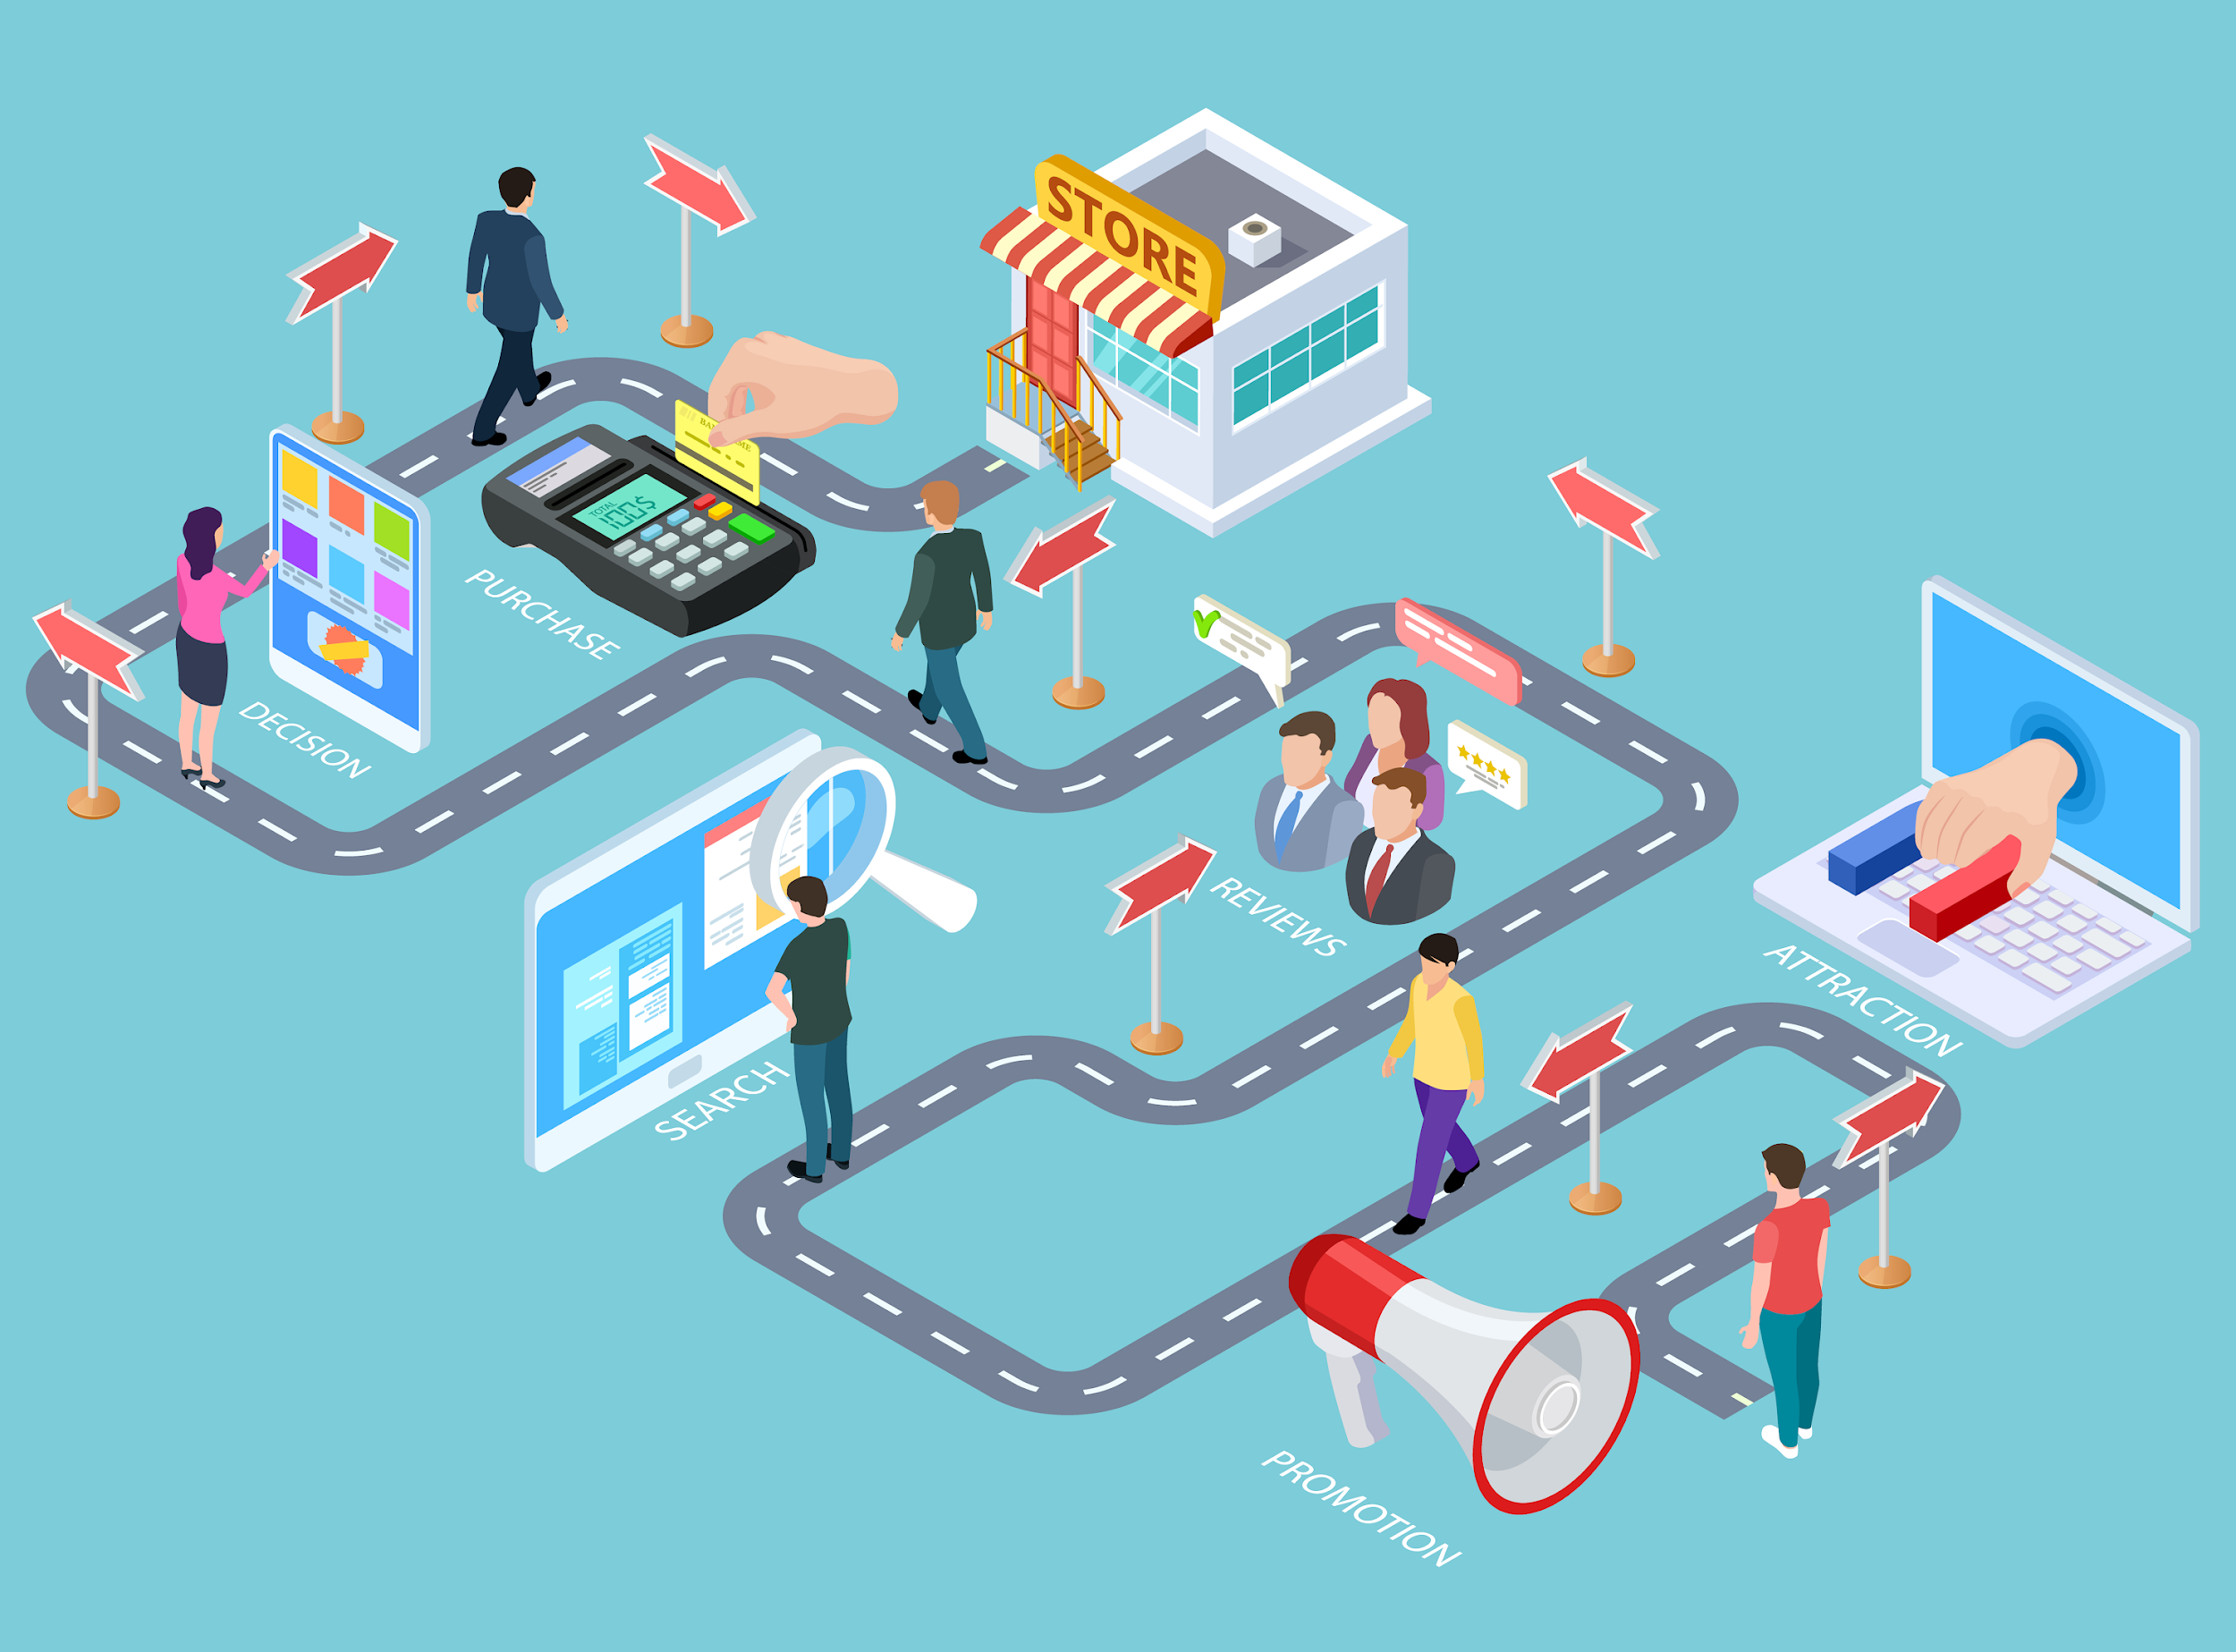 STORE
TOTAL
100$
PURCHASE
DECISION
REVIEWS
ATTRACTION
SEARCH
PROMOTION